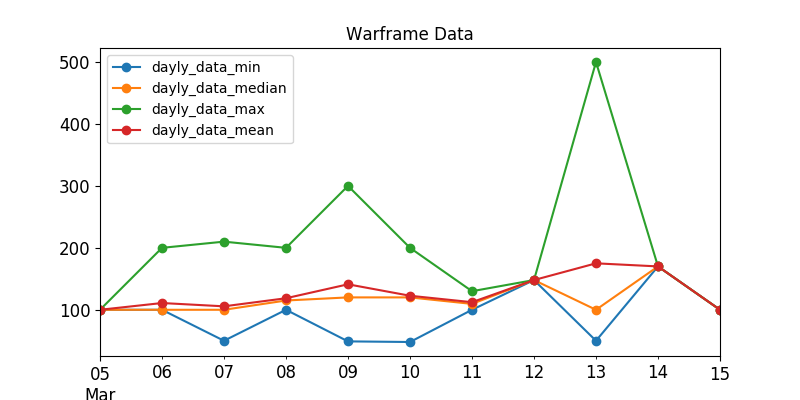 Warframe Data
dayly_data_min
dayly_data_median
dayly_data_max
dayly_data_mean
500
400
300
200
100
05 06 07 08 09 10 11 12 13 14 15
Mar